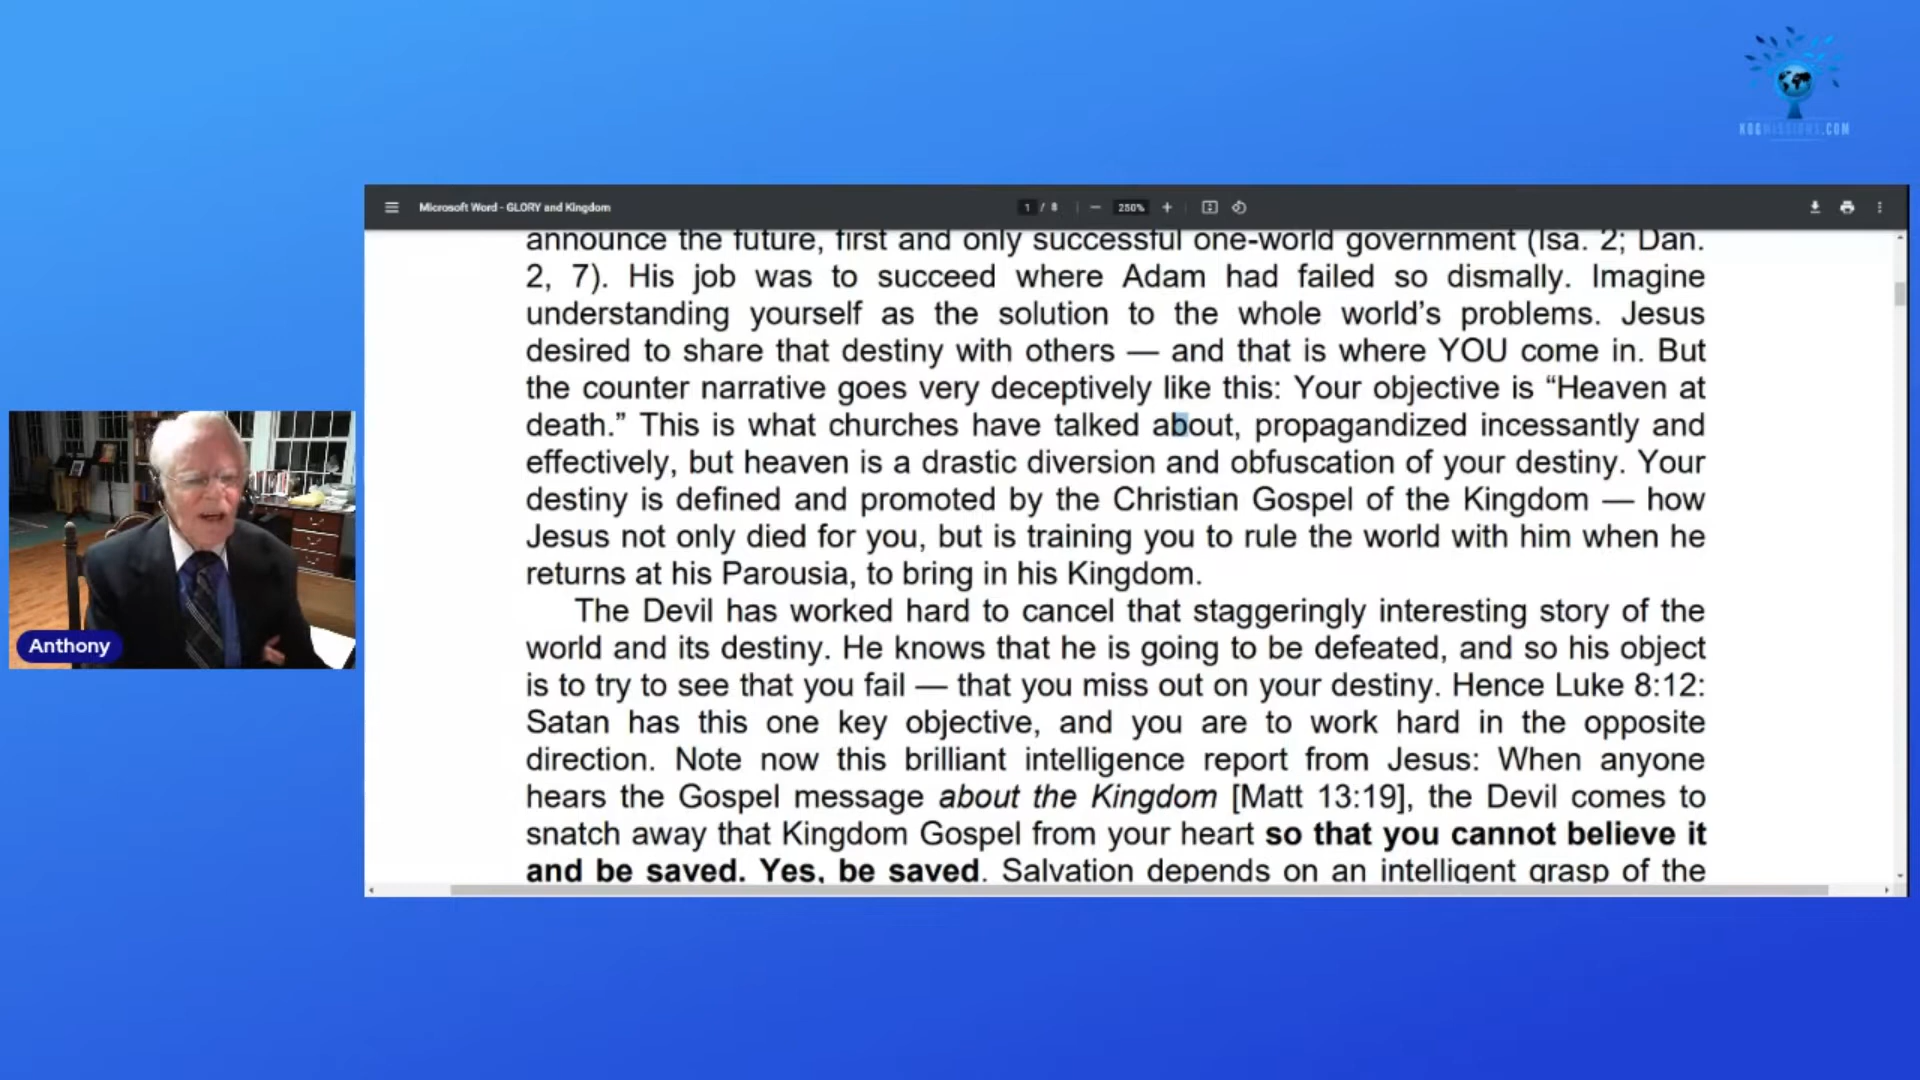 KOGMISSIONS.COM
Microsoft Word - GLORY and Kingdom
1 / 8
250%
announce the future, first and only successful one-world government (Isa. 2; Dan.
2, 7). His job was to succeed where Adam had failed so dismally. Imagine
understanding yourself as the solution to the whole world’s problems. Jesus
desired to share that destiny with others — and that is where YOU come in. But
the counter narrative goes very deceptively like this: Your objective is “Heaven at
death.” This is what churches have talked about, propagandized incessantly and
effectively, but heaven is a drastic diversion and obfuscation of your destiny. Your
destiny is defined and promoted by the Christian Gospel of the Kingdom — how
Jesus not only died for you, but is training you to rule the world with him when he
returns at his Parousia, to bring in his Kingdom.
The Devil has worked hard to cancel that staggeringly interesting story of the
world and its destiny. He knows that he is going to be defeated, and so his object
is to try to see that you fail — that you miss out on your destiny. Hence Luke 8:12:
Satan has this one key objective, and you are to work hard in the opposite
direction. Note now this brilliant intelligence report from Jesus: When anyone
hears the Gospel message about the Kingdom [Matt 13:19], the Devil comes to
snatch away that Kingdom Gospel from your heart so that you cannot believe it
and be saved. Yes, be saved. Salvation depends on an intelligent grasp of the
Anthony